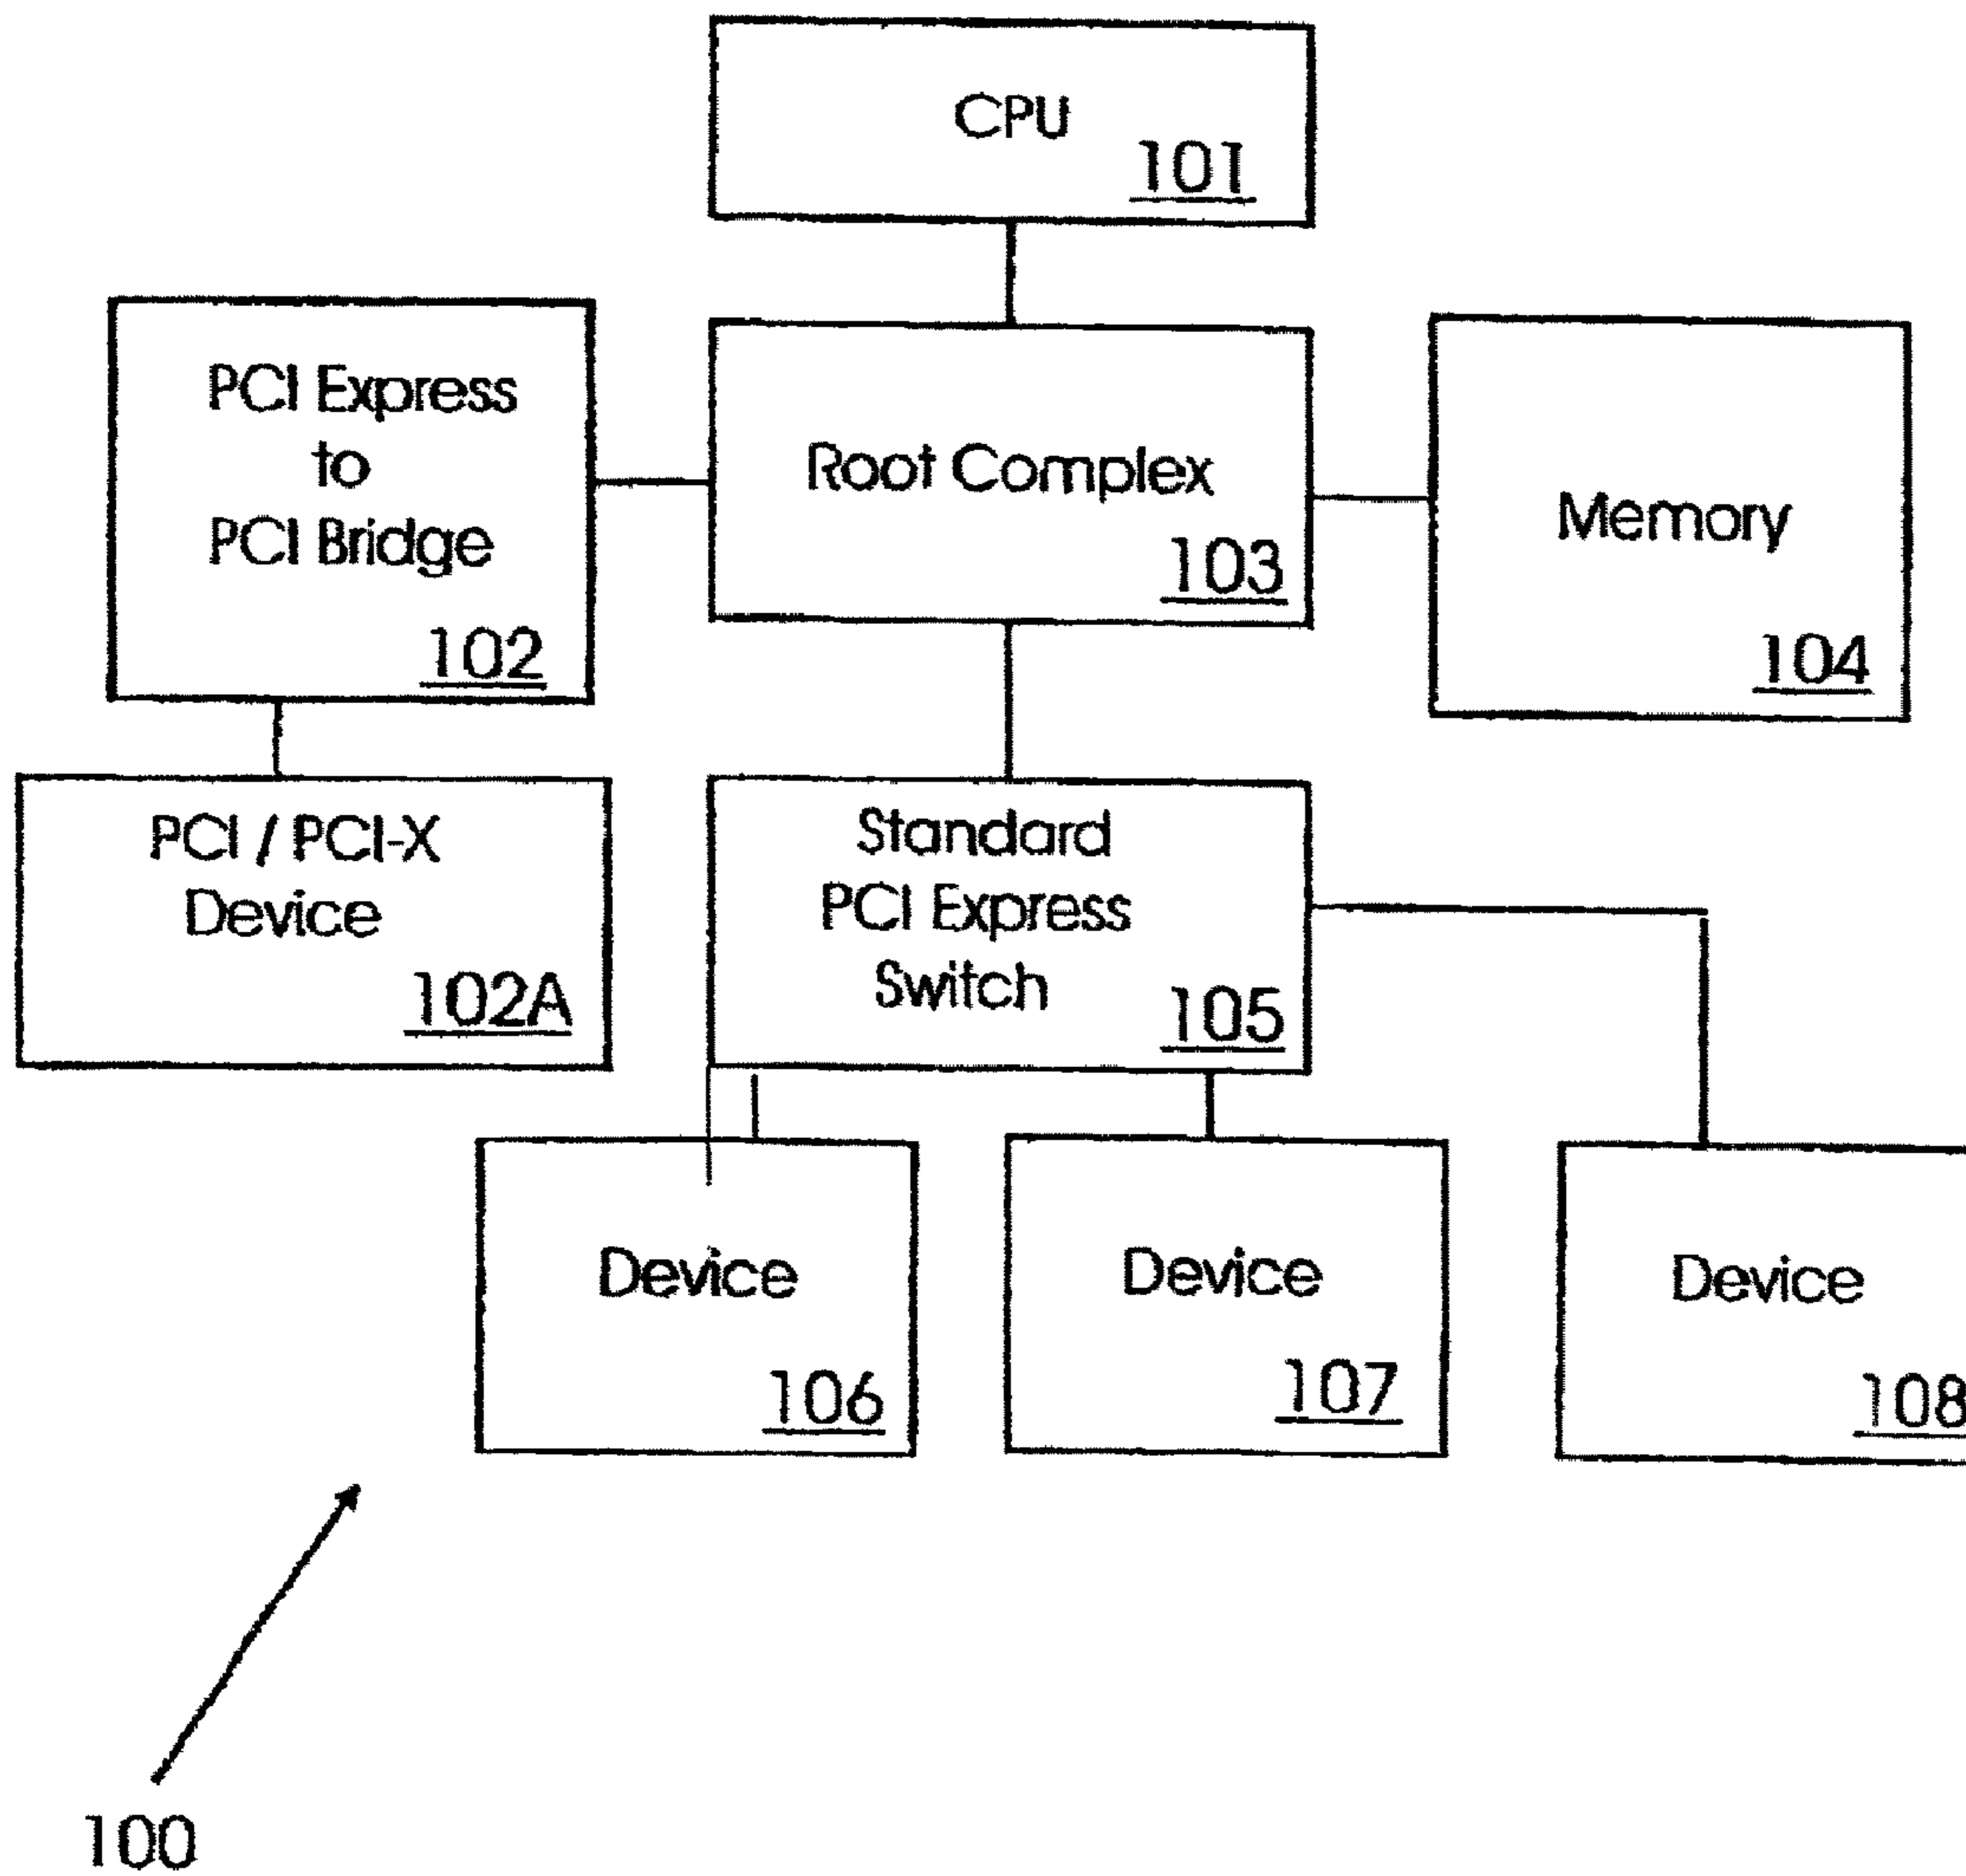 CPU
101
PCI Express
to
PCI Bridge
102
Root Complex
103
Memory
104
PCI / PCI-X
Device
102A
Standard
PCI Express
Switch
105
Device
106
Device
107
Device
108
100